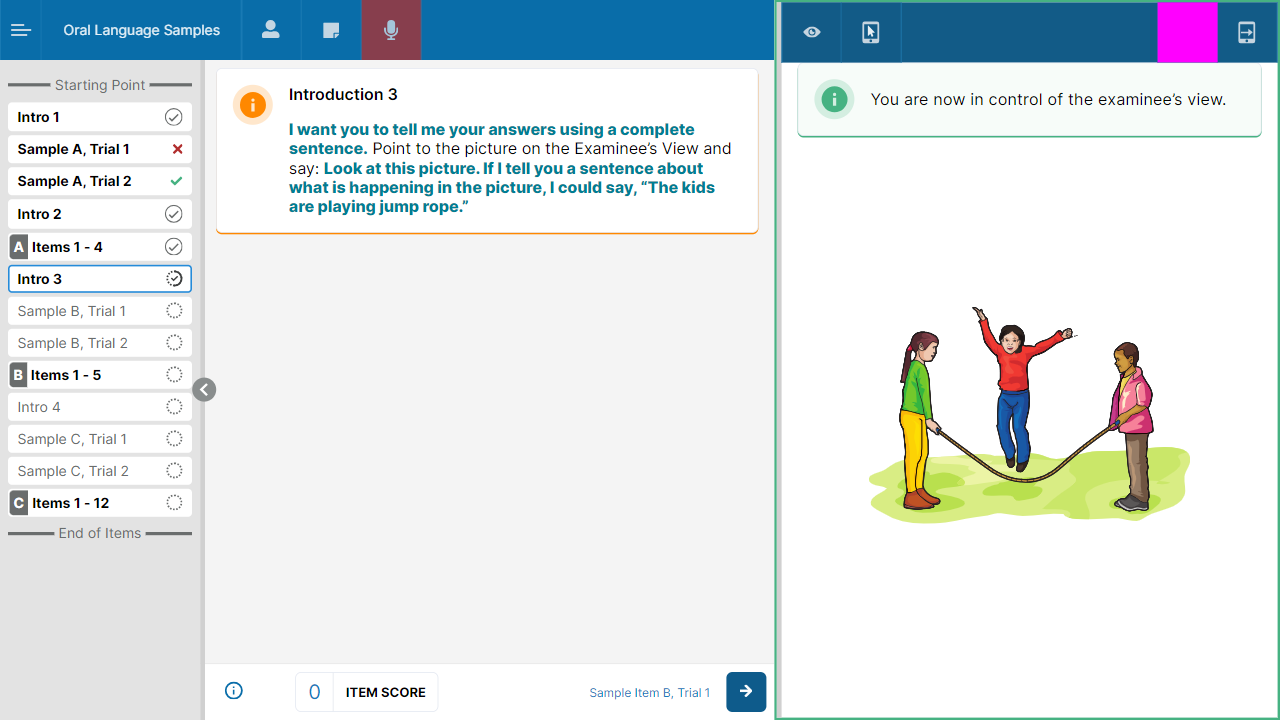 Oral Language Samples
Starting Point
Intro 1
Sample A, Trial 1
Sample A, Trial 2
Intro 2
A Items 1 - 4
Intro 3
Sample B, Trial 1
Sample B, Trial 2
B Items 1 - 5
Intro 4
Sample C, Trial 1
Sample C, Trial 2
C Items 1 - 12
End of Items
Introduction 3
I want you to tell me your answers using a complete
sentence. Point to the picture on the Examinee’s View and
say: Look at this picture. If I tell you a sentence about
what is happening in the picture, I could say, “The kids
are playing jump rope.”
0 ITEM SCORE
Sample Item B, Trial 1
You are now in control of the examinee’s view.